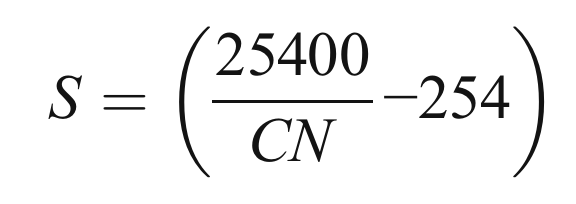 S = (25400/CN −254)